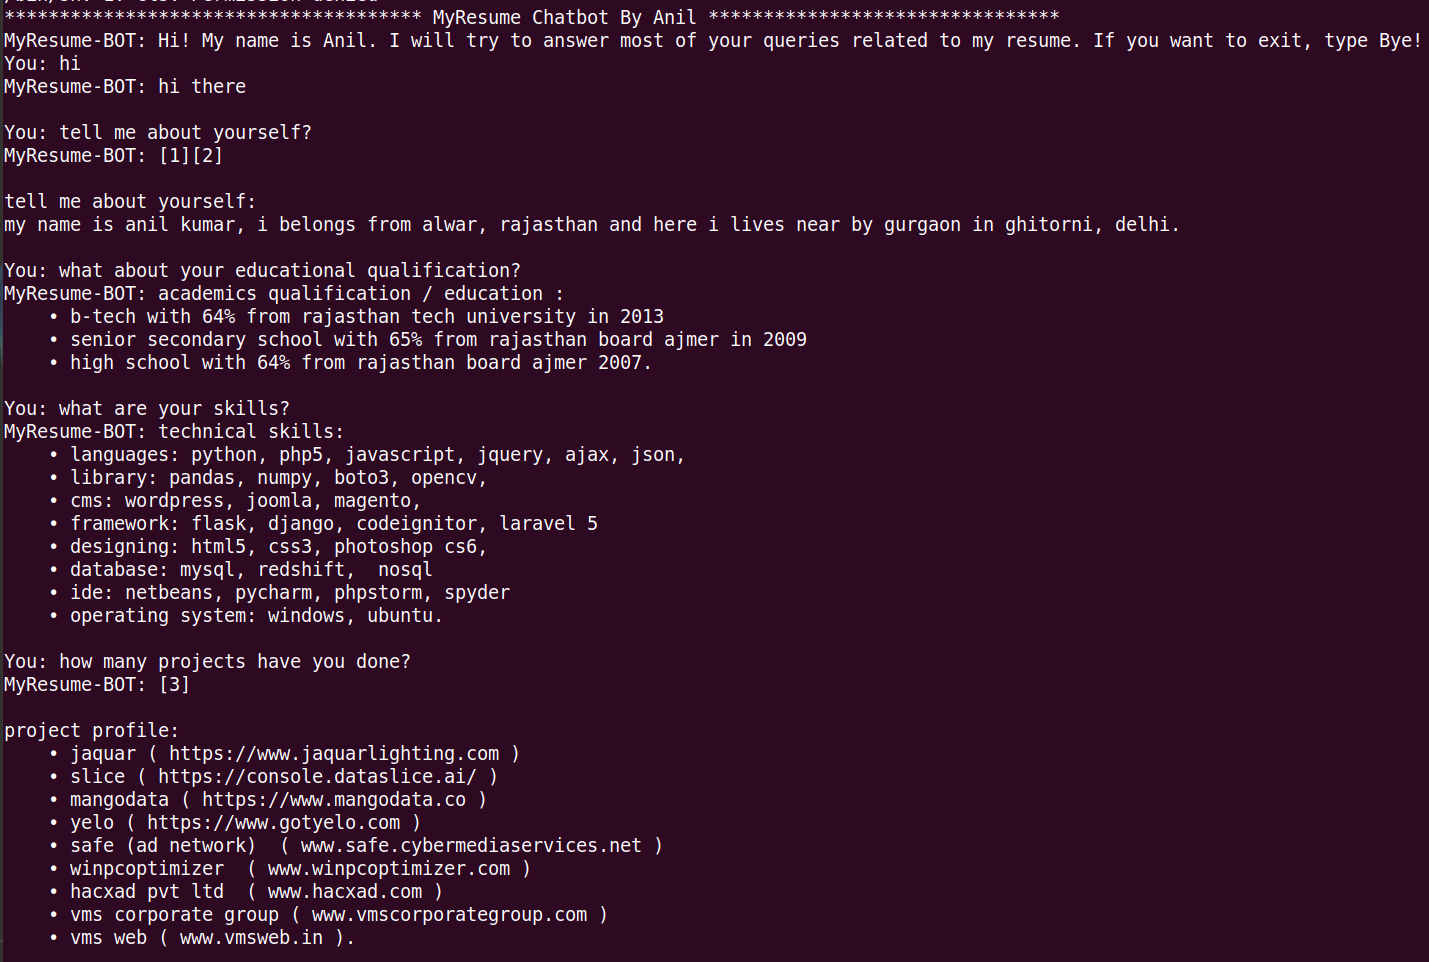 ************************************** MyResume Chatbot By Anil ********************************
MyResume-BOT: Hi! My name is Anil. I will try to answer most of your queries related to my resume. If you want to exit, type Bye!
You: hi
MyResume-BOT: hi there
You: tell me about yourself?
MyResume-BOT: [1][2]
tell me about yourself:
my name is anil kumar, i belongs from alwar, rajasthan and here i lives near by gurgaon in ghitorni, delhi.
You: what about your educational qualification?
MyResume-BOT: academics qualification / education :
• b-tech with 64% from rajasthan tech university in 2013
• senior secondary school with 65% from rajasthan board ajmer in 2009
• high school with 64% from rajasthan board ajmer 2007.
You: what are your skills?
MyResume-BOT: technical skills:
• languages: python, php5, javascript, jquery, ajax, json,
• library: pandas, numpy, boto3, opencv,
• cms: wordpress, joomla, magento,
• framework: flask, django, codeignitor, laravel 5
• designing: html5, css3, photoshop cs6,
• database: mysql, redshift,  nosql
• ide: netbeans, pycharm, phpstorm, spyder
• operating system: windows, ubuntu.
You: how many projects have you done?
MyResume-BOT: [3]
project profile:
• jaquar ( https://www.jaquarlighting.com )
• slice ( https://console.dataslice.ai/ )
• mangodata ( https://www.mangodata.co )
• yelo ( https://www.gotyelo.com )
• safe (ad network)  ( www.safe.cybermediaservices.net )
• winpcoptimizer  ( www.winpcoptimizer.com )
• hacxad pvt ltd  ( www.hacxad.com )
• vms corporate group ( www.vmscorporategroup.com )
• vms web ( www.vmsweb.in ).